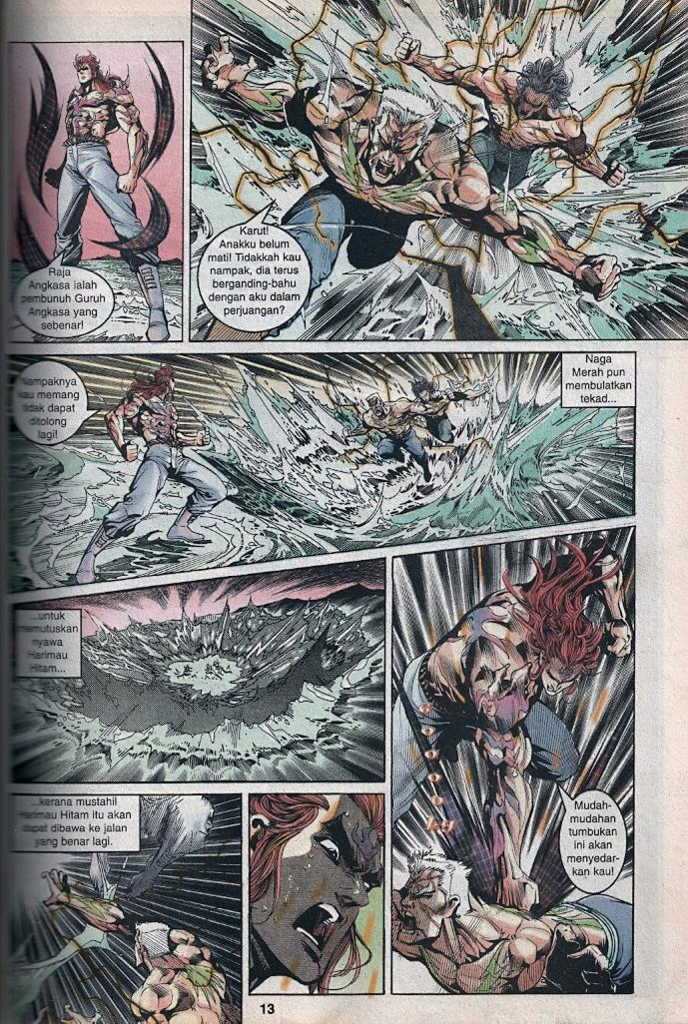 Raja
Angkasa ialah
pembunuh Guruh
Angkasa yang
sebenar!
Karut!
Anakku belum
mati! Tidakkah kau
nampak, dia terus
berganding-bahu
dengan aku dalam
perjuangan?
Nampaknya
kau memang
tidak dapat
ditolong
lagi!
Naga
Merah pun
membulatkan
tekad...
...untuk
memutuskan
nyawa
Harimau
Hitam...
Mudah-
mudahan
tumbukan
ini akan
menyedar-
kan kau!
...kerana mustahil
Harimau Hitam itu akan
dapat dibawa ke jalan
yang benar lagi.
13